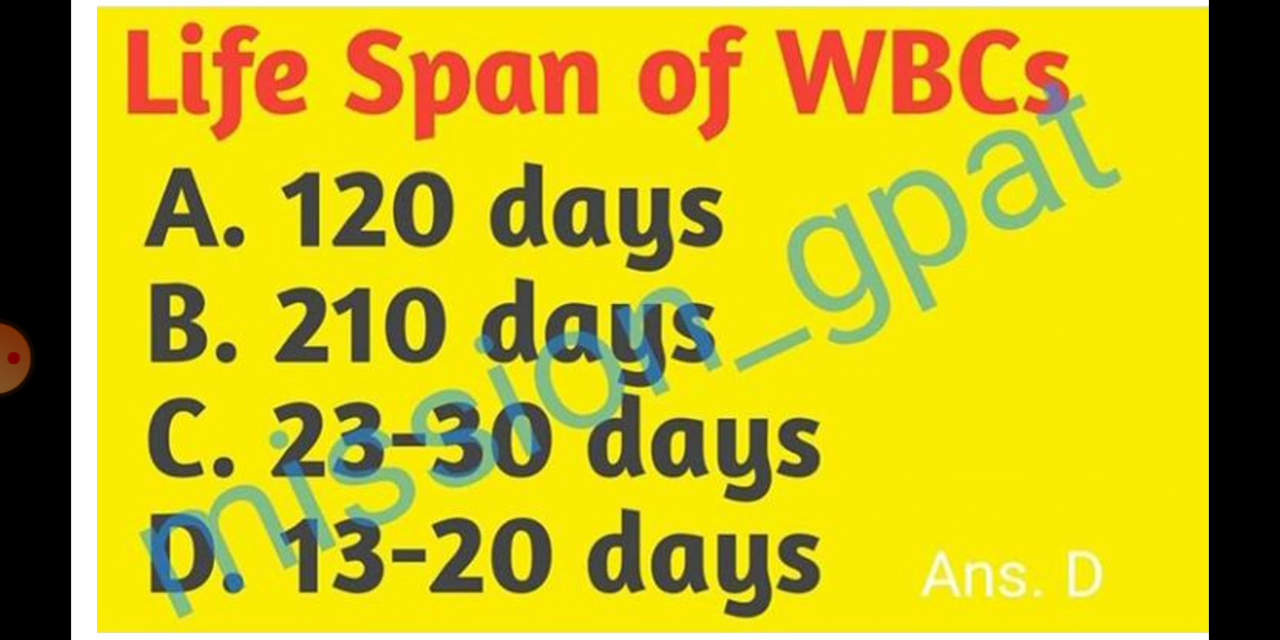 Life Span of WBCs
A. 120 days
B. 210 days
C. 23-30 days
D. 13-20 days
Ans. D
mission_gpat